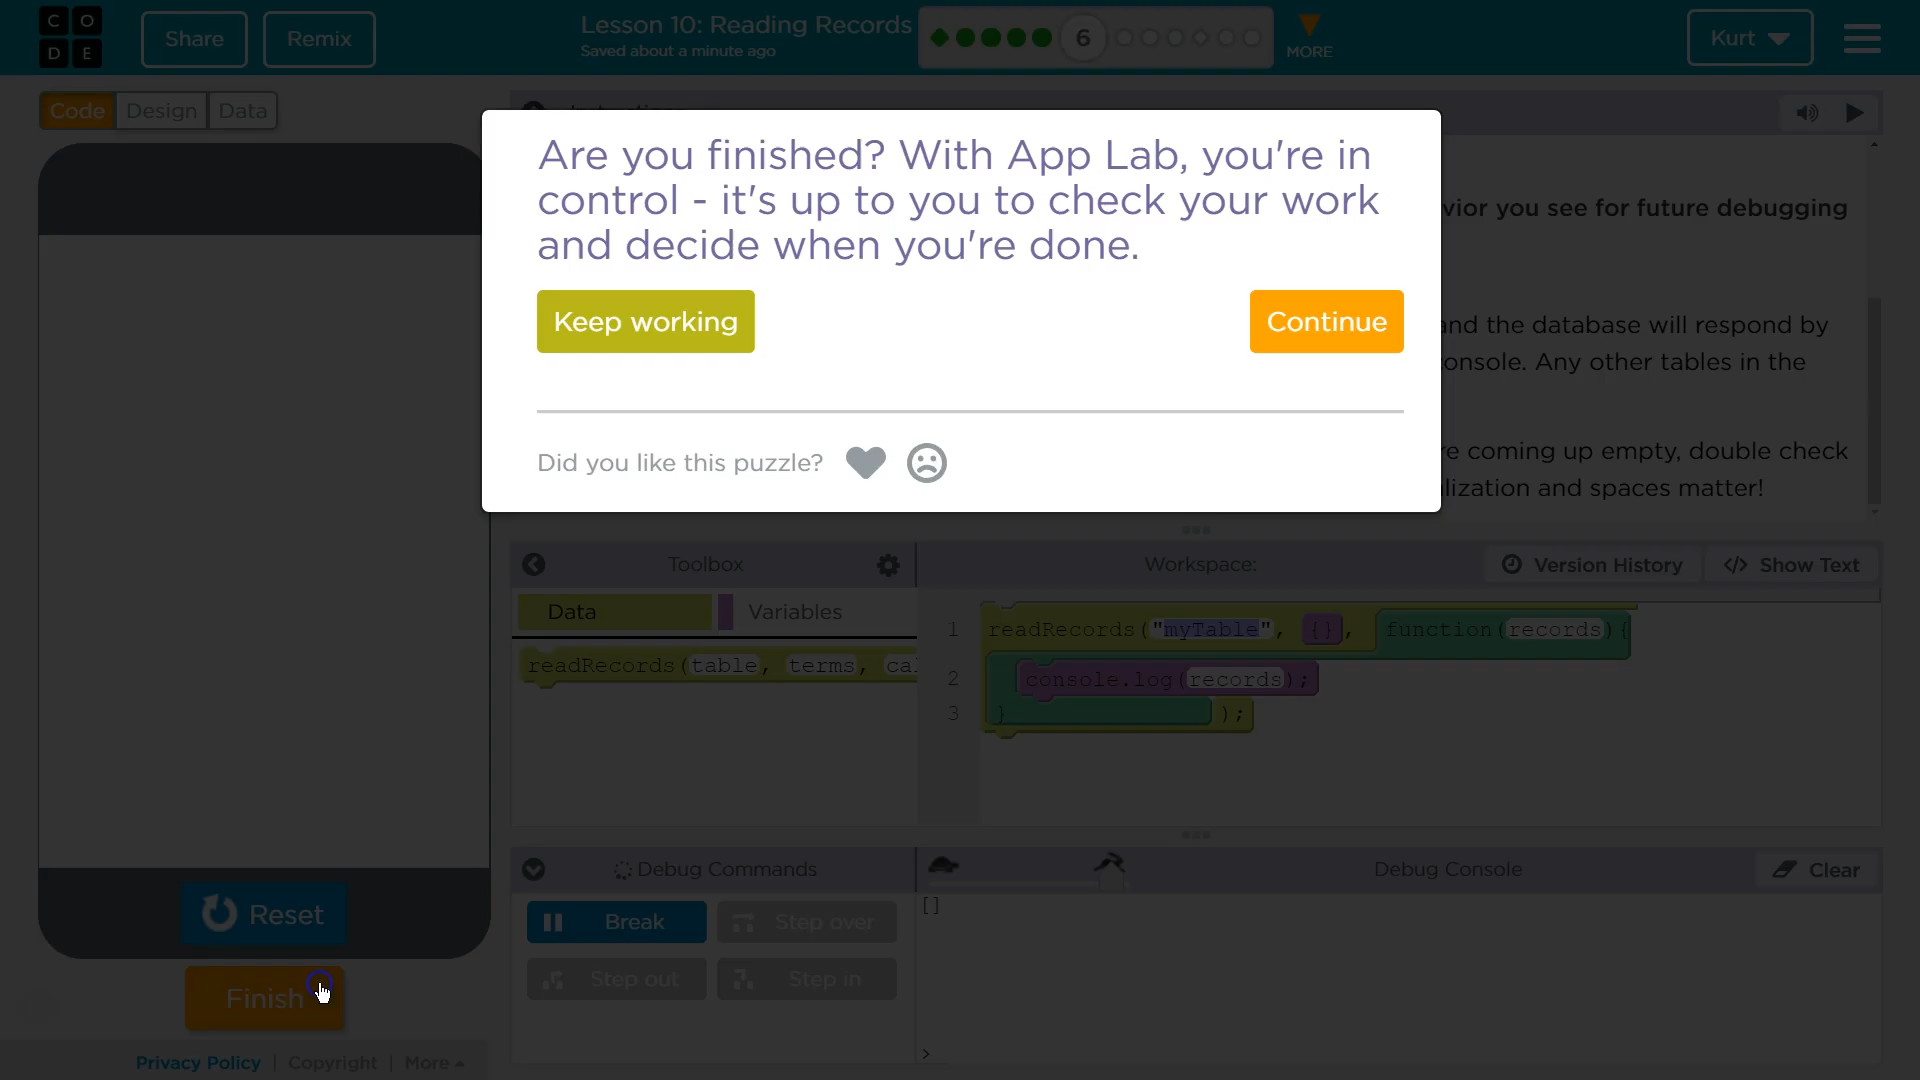 CODE
Share
Remix
Lesson 10: Reading Records
Saved about a minute ago
6
MORE
Kurt
Code
Design
Data
Are you finished? With App Lab, you're in
control - it's up to you to check your work
and decide when you're done.
Keep working
Continue
Did you like this puzzle?
vior you see for future debugging
and the database will respond by
onsole. Any other tables in the
e coming up empty, double check
lization and spaces matter!
Toolbox
Workspace:
Version History
</> Show Text
Data
Variables
readRecords(table, terms, cal
1 readRecords("myTable", {}, function(records){
2 console.log(records);
3 } );
Debug Commands
Debug Console
Clear
Break
Step over
Step out
Step in
[]
>
Reset
Finish
Privacy Policy | Copyright | More